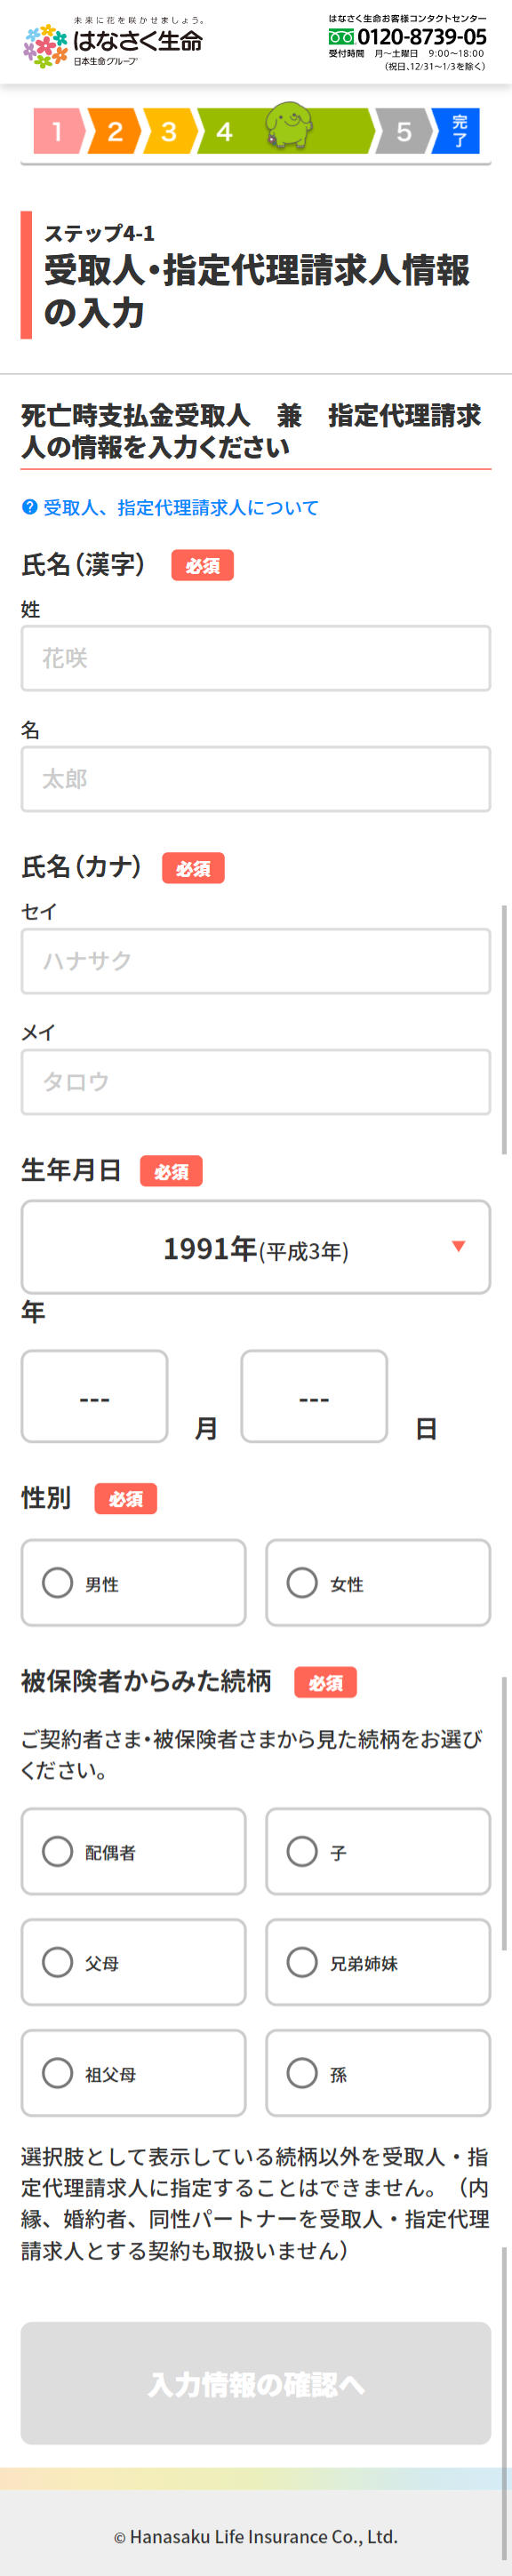 未来に花を咲かせましょう。
はなさく生命
日本生命グループ
はなさく生命お客様コンタクトセンター
0120-8739-05
受付時間 月〜土曜日 9:00〜18:00
（祝日、12/31〜1/3を除く）
1 2 3 4 5 完了
ステップ4-1
受取人・指定代理請求人情報
の入力
死亡時支払金受取人　兼　指定代理請求
人の情報を入力ください
? 受取人、指定代理請求人について
氏名（漢字） 必須
姓
花咲
名
太郎
氏名（カナ） 必須
セイ
ハナサク
メイ
タロウ
生年月日 必須
1991年(平成3年) ▼
年
--- 月 --- 日
性別 必須
男性 女性
被保険者からみた続柄 必須
ご契約者さま・被保険者さまから見た続柄をお選び
ください。
配偶者 子
父母 兄弟姉妹
祖父母 孫
選択肢として表示している続柄以外を受取人・指
定代理請求人に指定することはできません。（内
縁、婚約者、同性パートナーを受取人・指定代理
請求人とする契約も取扱いません）
入力情報の確認へ
© Hanasaku Life Insurance Co., Ltd.